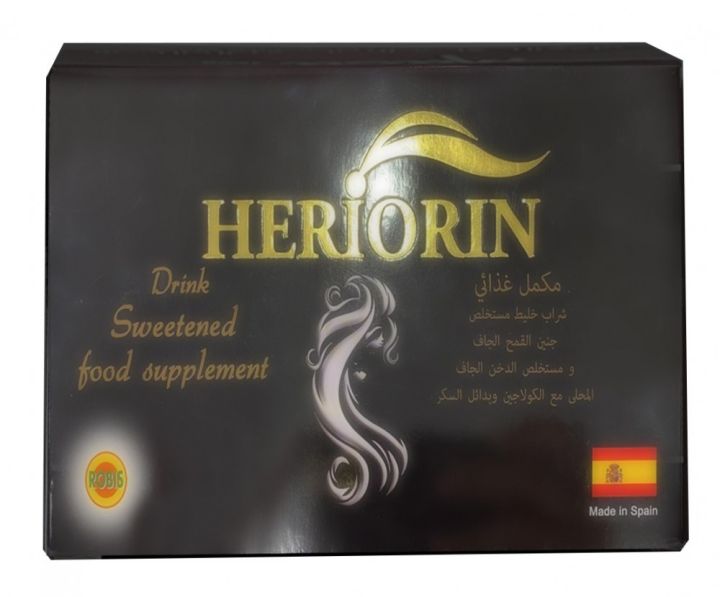 HERIORIN
Drink
Sweetened
food supplement
مكمل غذائي
شراب خليط مستخلص
جنين القمح الجاف
و مستخلص الدخن الجاف
المحلى مع الكولاجين وبدائل السكر
ROBIS
Made in Spain